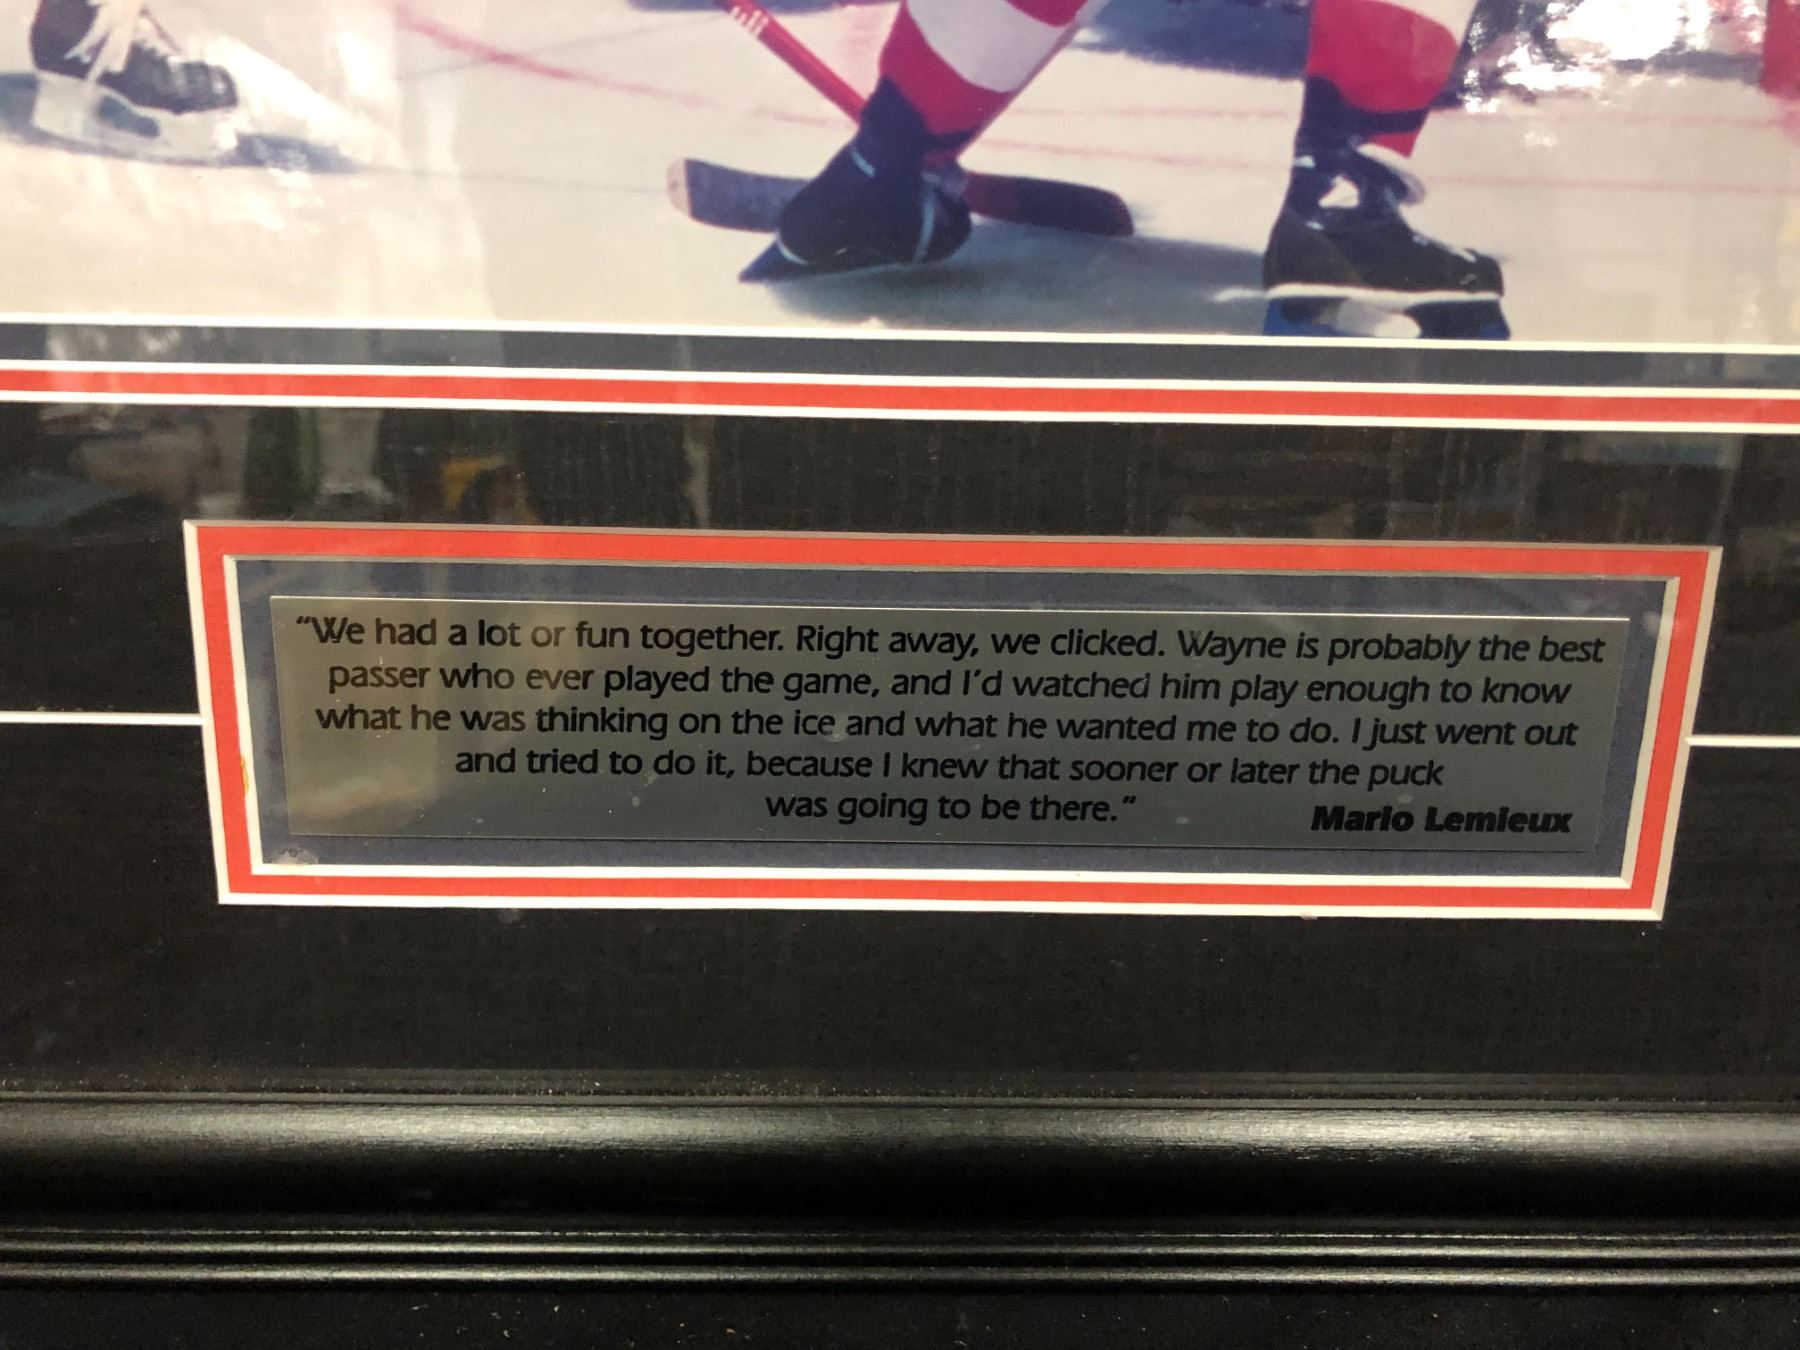 “We had a lot or fun together. Right away, we clicked. Wayne is probably the best
passer who ever played the game, and I’d watched him play enough to know
what he was thinking on the ice and what he wanted me to do. I just went out
and tried to do it, because I knew that sooner or later the puck
was going to be there.”
Mario Lemieux